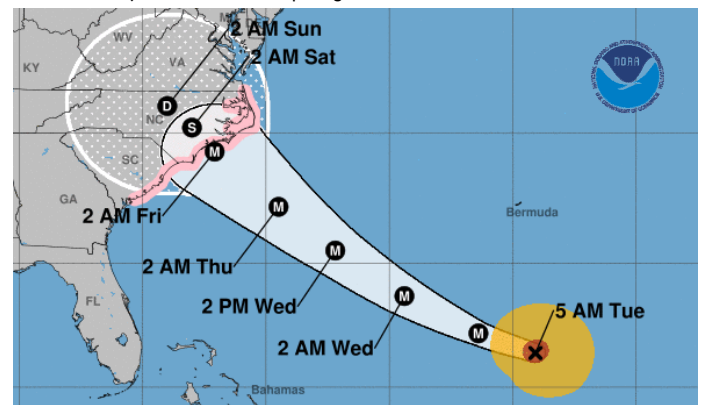 2 AM Sun
WV
2 AM Sat
KY
VA
NOAA
D
NC
S
M
SC
GA
2 AM Fri
M
Bermuda
2 AM Thu
M
FL
2 PM Wed
M
5 AM Tue
2 AM Wed
M
Bahamas